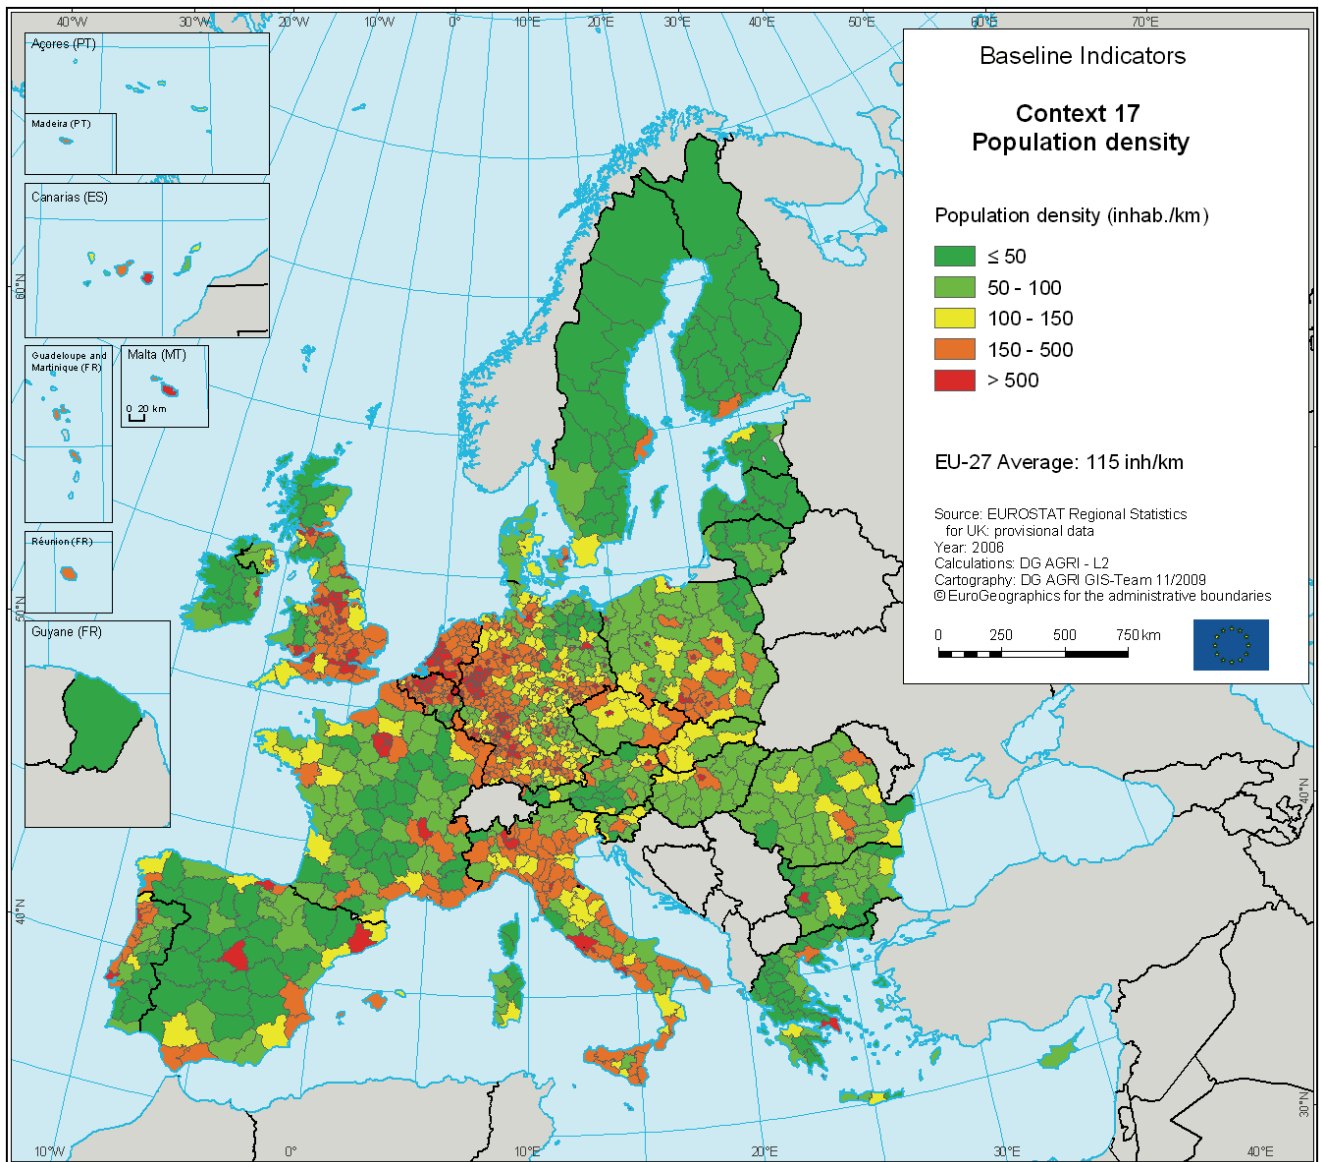 40°W
30°W
20°W
10°W
0°
10°E
20°E
30°E
40°E
50°E
60°E
70°E
Açores (PT)
Madeira (PT)
Canarias (ES)
Guadeloupe and
Martinique (FR)
Malta (MT)
0 20 km
Réunion (FR)
Guyane (FR)
Baseline Indicators
Context 17
Population density
Population density (inhab./km)
≤ 50
50 - 100
100 - 150
150 - 500
> 500
EU-27 Average: 115 inh/km
Source: EUROSTAT Regional Statistics
for UK: provisional data
Year: 2006
Calculations: DG AGRI - L2
Cartography: DG AGRI GIS-Team 11/2009
© EuroGeographics for the administrative boundaries
0 250 500 750 km
60°N
50°N
40°N
40°N
30°N
10°W
0°
10°E
20°E
30°E
40°E